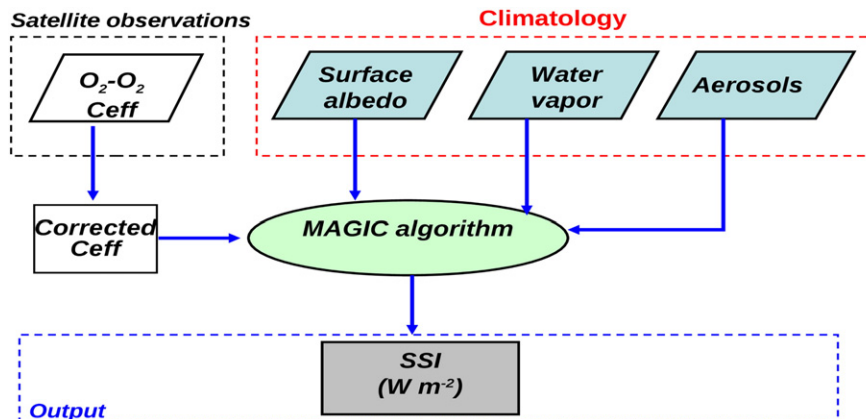 Satellite observations
Climatology
O₂-O₂
Ceff
Surface
albedo
Water
vapor
Aerosols
Corrected
Ceff
MAGIC algorithm
SSI
(W m⁻²)
Output